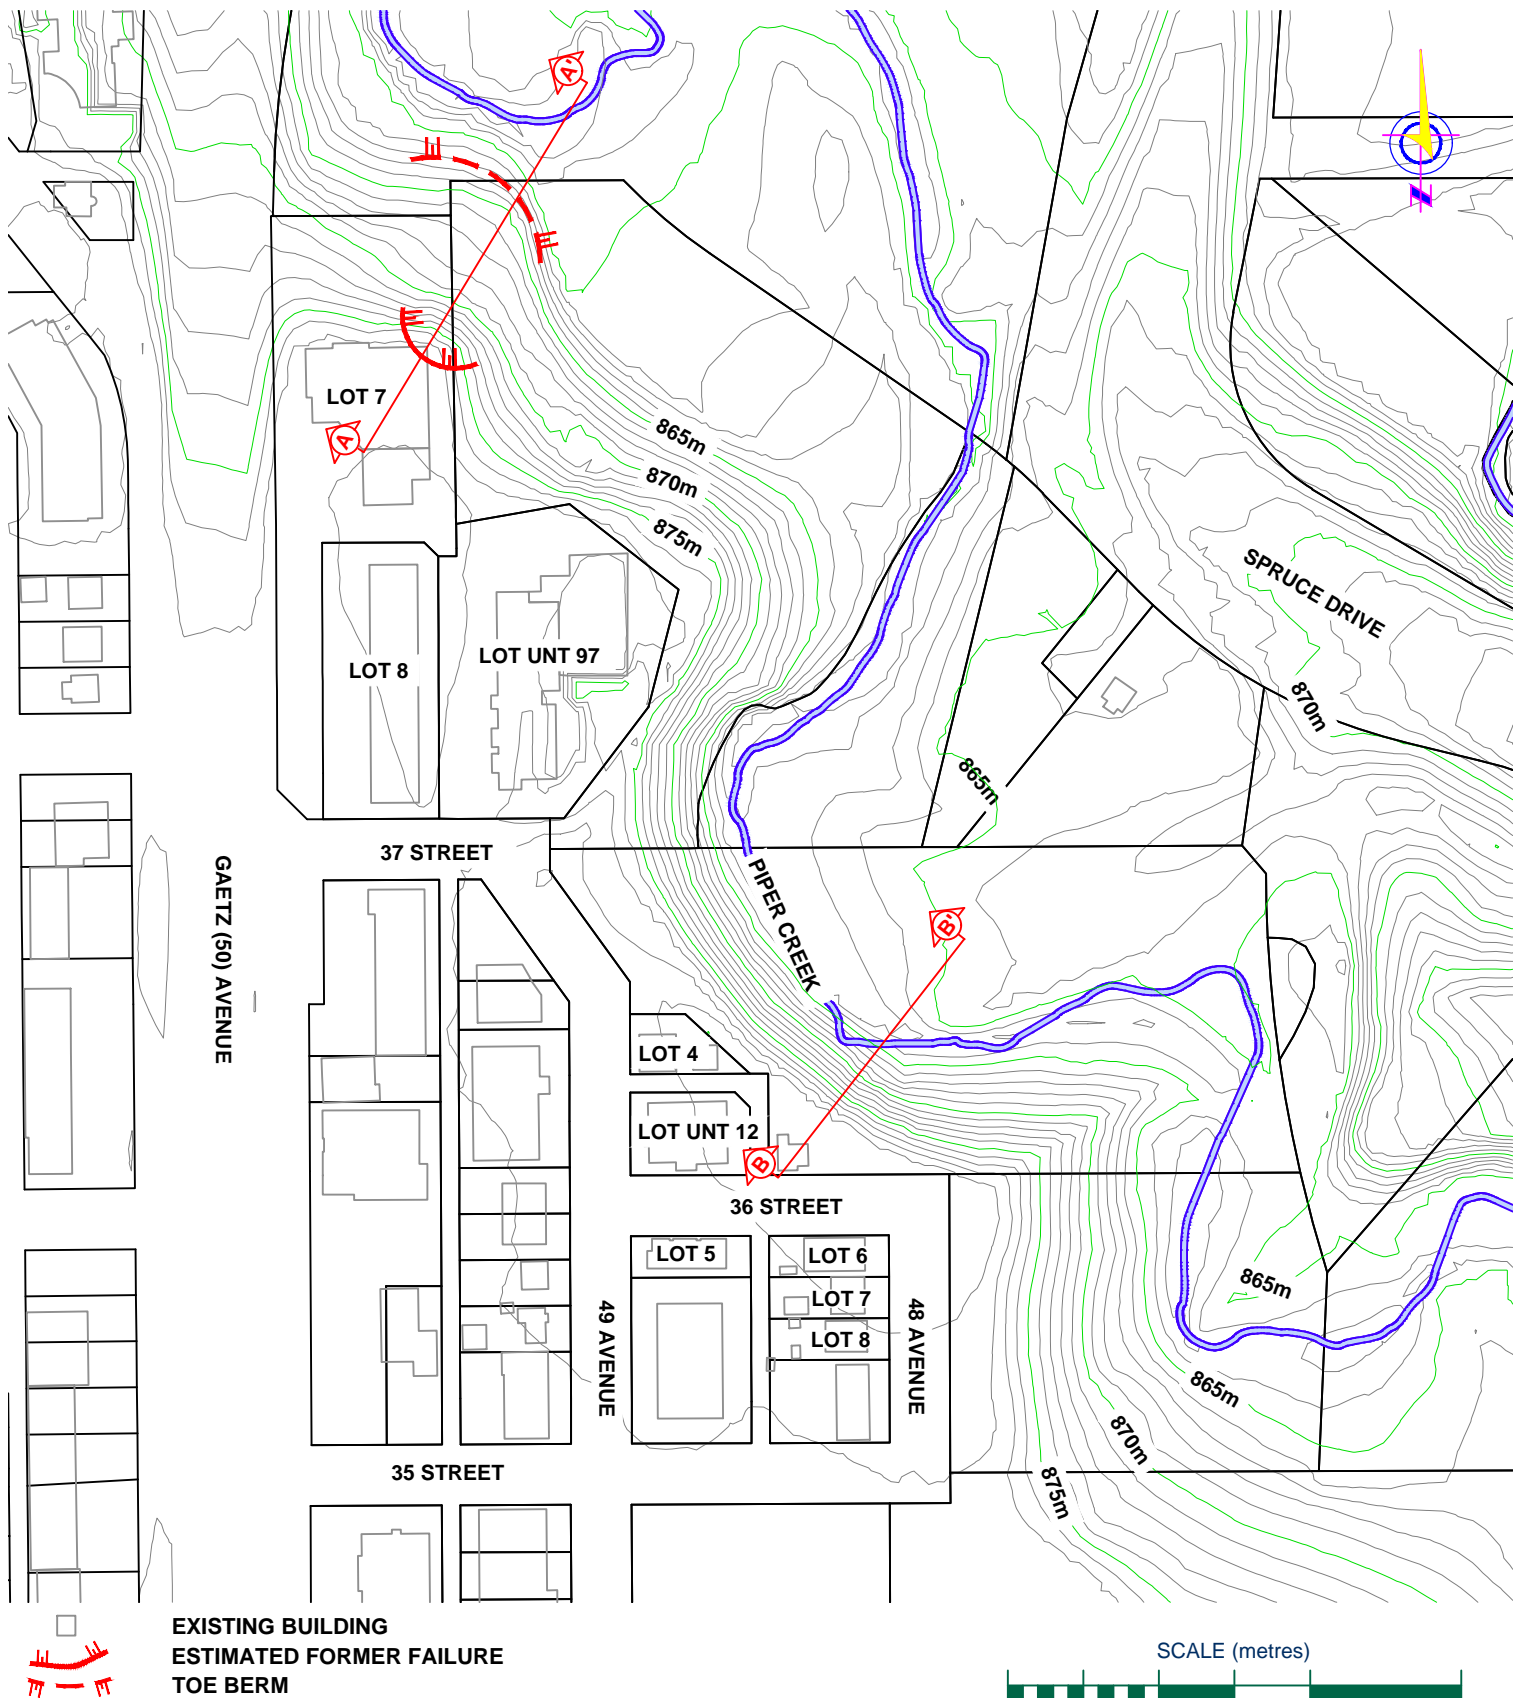 A'
N
LOT 7
A
865m
870m
875m
SPRUCE DRIVE
LOT 8
LOT UNT 97
870m
865m
37 STREET
PIPER CREEK
GAETZ (50) AVENUE
B'
LOT 4
LOT UNT 12
B
36 STREET
LOT 5
LOT 6
LOT 7
LOT 8
49 AVENUE
48 AVENUE
865m
865m
870m
875m
35 STREET
EXISTING BUILDING
ESTIMATED FORMER FAILURE
TOE BERM
SCALE (metres)